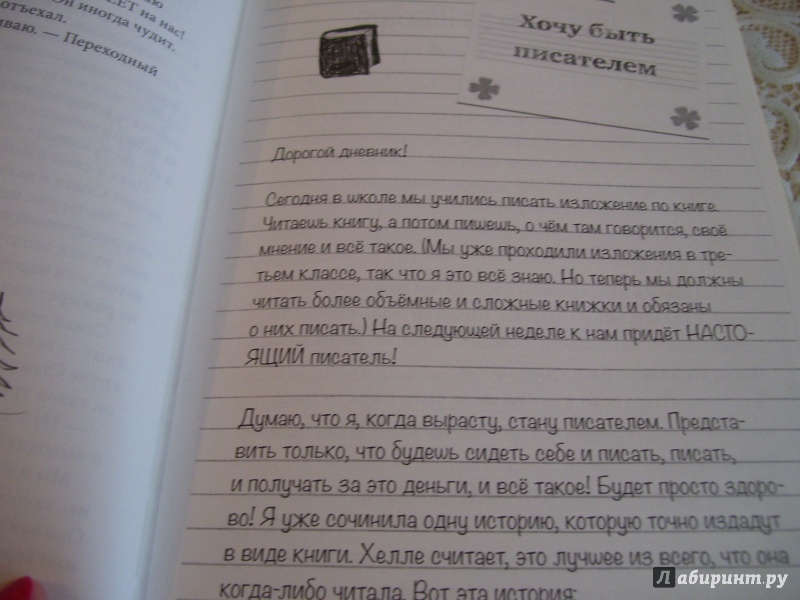 ЕЕТ на нас!
Он иногда чудит.
отъехал.
ваю. — Переходный
Хочу быть
писателем
Дорогой дневник!
Сегодня в школе мы учились писать изложение по книге.
Читаешь книгу, а потом пишешь, о чём там говорится, своё
мнение и всё такое. (Мы уже проходили изложения в тре-
тьем классе, так что я это всё знаю. Но теперь мы должны
читать более объёмные и сложные книжки и обязаны
о них писать.) На следующей неделе к нам придёт НАСТО-
ЯЩИЙ писатель!
Думаю, что я, когда вырасту, стану писателем. Предста-
вить только, что будешь сидеть себе и писать, писать,
и получать за это деньги, и всё такое! Будет просто здоро-
во! Я уже сочинила одну историю, которую точно издадут
в виде книги. Хелле считает, это лучшее из всего, что она
когда-либо читала. Вот эта история:
Лабиринт.ру